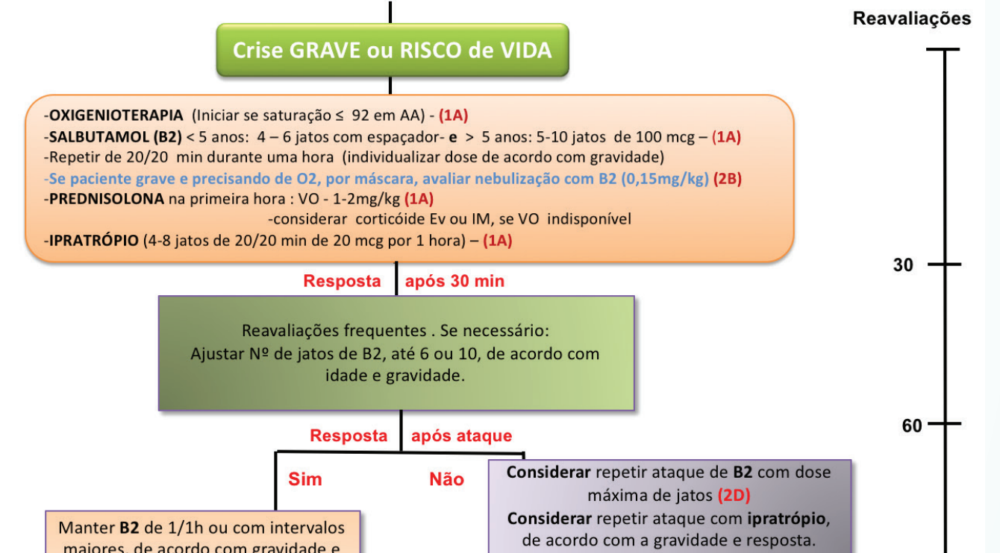 Reavaliações
Crise GRAVE ou RISCO de VIDA
-OXIGENIOTERAPIA (Iniciar se saturação ≤ 92 em AA) - (1A)
-SALBUTAMOL (B2) < 5 anos: 4 – 6 jatos com espaçador- e > 5 anos: 5-10 jatos de 100 mcg – (1A)
-Repetir de 20/20 min durante uma hora (individualizar dose de acordo com gravidade)
-Se paciente grave e precisando de O2, por máscara, avaliar nebulização com B2 (0,15mg/kg) (2B)
-PREDNISOLONA na primeira hora : VO - 1-2mg/kg (1A)
-considerar corticóide Ev ou IM, se VO indisponível
-IPRATRÓPIO (4-8 jatos de 20/20 min de 20 mcg por 1 hora) – (1A)
30
Resposta após 30 min
Reavaliações frequentes . Se necessário:
Ajustar Nº de jatos de B2, até 6 ou 10, de acordo com
idade e gravidade.
60
Resposta após ataque
Sim
Não
Considerar repetir ataque de B2 com dose
máxima de jatos (2D)
Considerar repetir ataque com ipratrópio,
de acordo com a gravidade e resposta.
Manter B2 de 1/1h ou com intervalos
maiores, de acordo com gravidade e